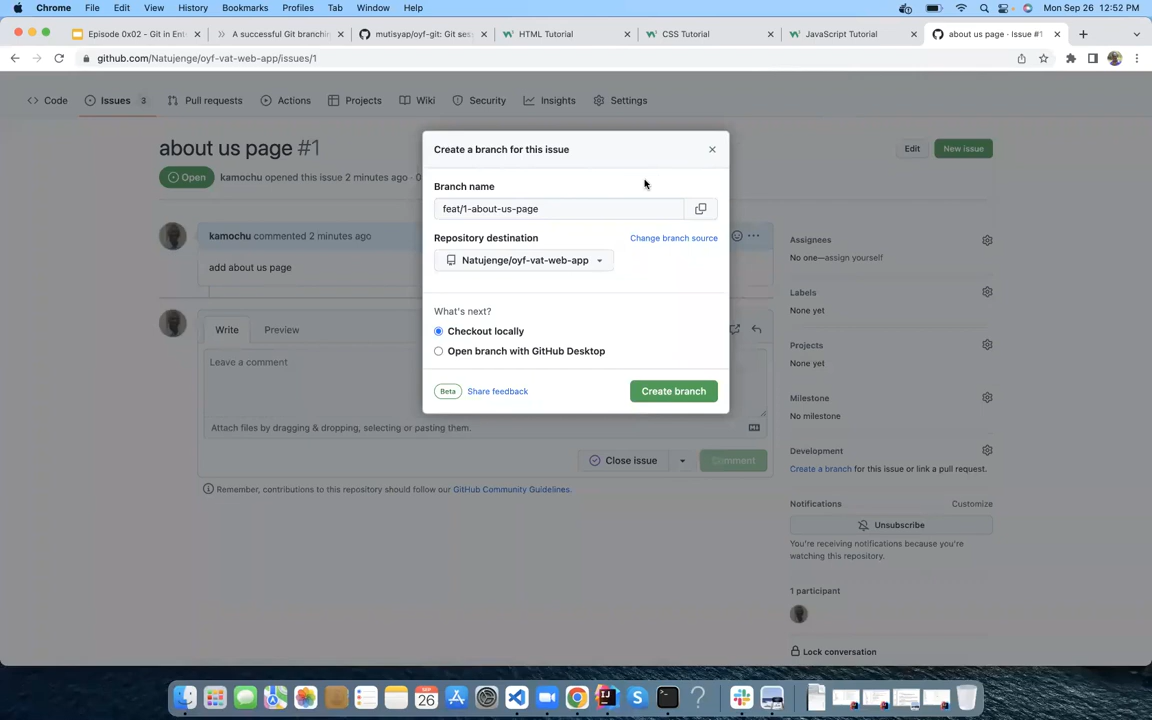 Chrome File Edit View History Bookmarks Profiles Tab Window Help Mon Sep 26 12:52 PM
Episode 0x02 - Git in Ent
A successful Git branchin
mutisyap/oyf-git: Git ses
HTML Tutorial
CSS Tutorial
JavaScript Tutorial
about us page · Issue #1
github.com/Natujenge/oyf-vat-web-app/issues/1
Code Issues 3 Pull requests Actions Projects Wiki Security Insights Settings
about us page #1
Edit
New issue
Open
kamochu opened this issue 2 minutes ago · 0
kamochu commented 2 minutes ago
add about us page
Write
Preview
Leave a comment
Attach files by dragging & dropping, selecting or pasting them.
Close issue
Comment
Remember, contributions to this repository should follow our GitHub Community Guidelines.
Create a branch for this issue
Branch name
feat/1-about-us-page
Repository destination
Change branch source
Natujenge/oyf-vat-web-app
What's next?
Checkout locally
Open branch with GitHub Desktop
Beta
Share feedback
Create branch
Assignees
No one—assign yourself
Labels
None yet
Projects
None yet
Milestone
No milestone
Development
Create a branch for this issue or link a pull request.
Notifications
Customize
Unsubscribe
You're receiving notifications because you're
watching this repository.
1 participant
Lock conversation
SEP
26